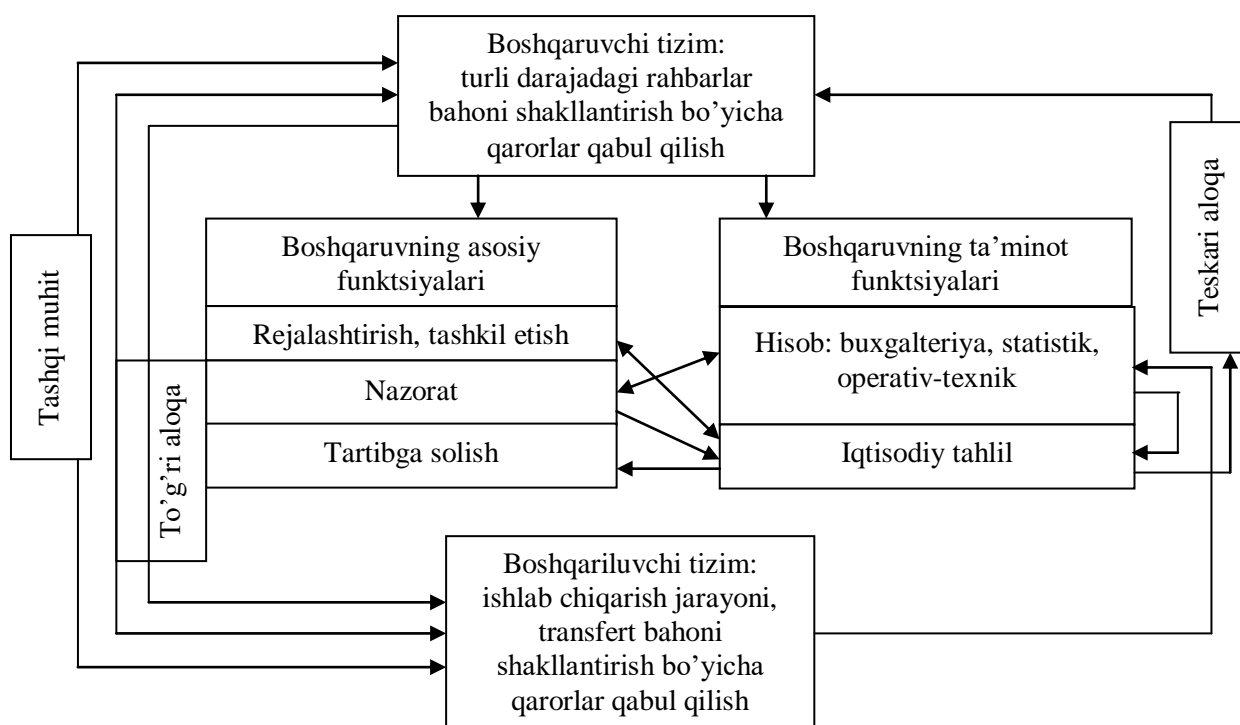 Boshqaruvchi tizim:
turli darajadagi rahbarlar
bahoni shakllantirish bo’yicha
qarorlar qabul qilish
Tashqi muhit
To’g’ri aloqa
Boshqaruvning asosiy
funktsiyalari
Rejalashtirish, tashkil etish
Nazorat
Tartibga solish
Boshqaruvning ta’minot
funktsiyalari
Hisob: buxgalteriya, statistik,
operativ-texnik
Iqtisodiy tahlil
Teskari aloqa
Boshqariluvchi tizim:
ishlab chiqarish jarayoni,
transfert bahoni
shakllantirish bo’yicha
qarorlar qabul qilish